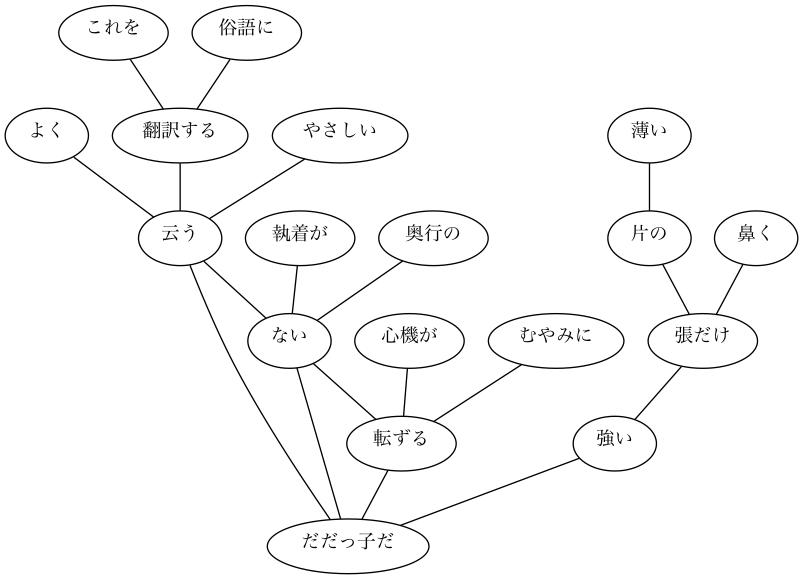 これを
俗語に
よく
翻訳する
やさしい
薄い
云う
執着が
奥行の
片の
鼻く
ない
心機が
むやみに
張だけ
転ずる
強い
だだっ子だ